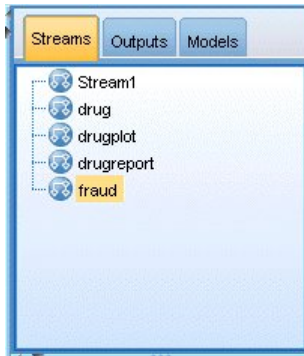 Streams Outputs Models
Stream1
drug
drugplot
drugreport
fraud